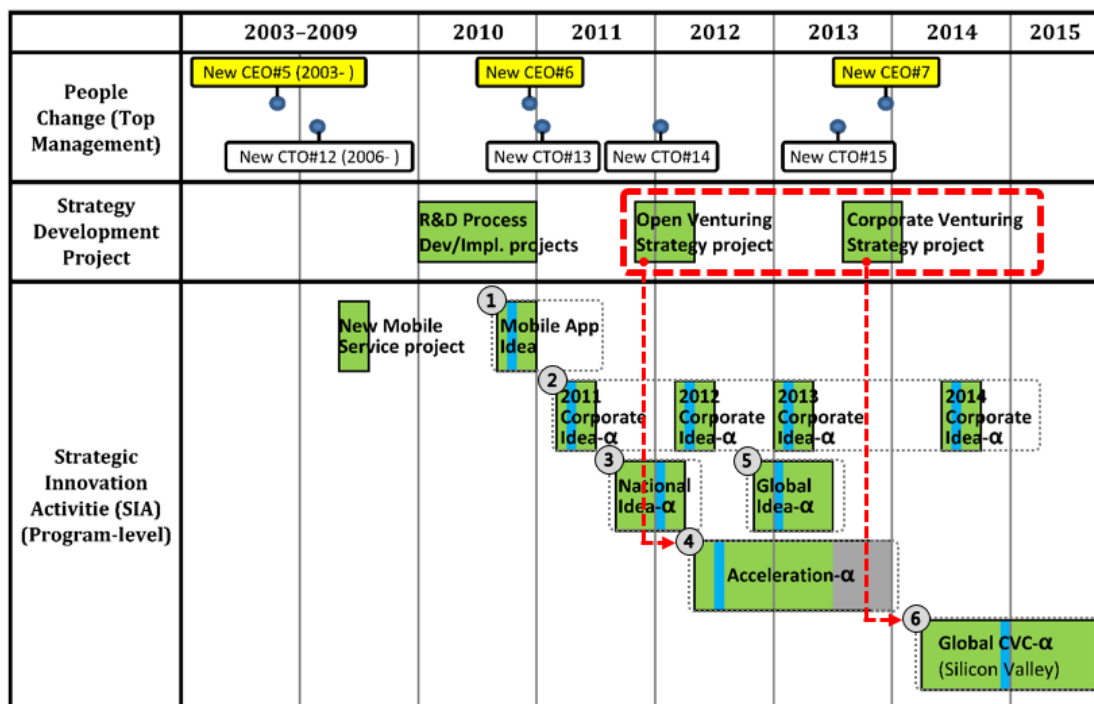 2003–2009 2010 2011 2012 2013 2014 2015
People
Change (Top
Management)
New CEO#5 (2003- )
New CEO#6
New CEO#7
New CTO#12 (2006- )
New CTO#13
New CTO#14
New CTO#15
Strategy
Development
Project
R&D Process
Dev/Impl. projects
Open Venturing
Strategy project
Corporate Venturing
Strategy project
Strategic
Innovation
Activitie (SIA)
(Program-level)
New Mobile
Service project
1
Mobile App
Idea
2
2011
Corporate
Idea-α
2012
Corporate
Idea-α
2013
Corporate
Idea-α
2014
Corporate
Idea-α
3
National
Idea-α
5
Global
Idea-α
4
Acceleration-α
6
Global CVC-α
(Silicon Valley)